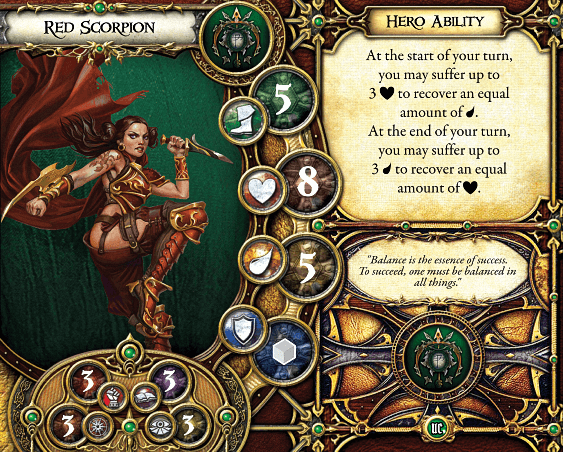 Red Scorpion
Hero Ability
At the start of your turn,
you may suffer up to
3 to recover an equal
amount of .
At the end of your turn,
you may suffer up to
3 to recover an equal
amount of .
5
8
5
"Balance is the essence of success.
To succeed, one must be balanced in
all things."
3 3
3 3
UC